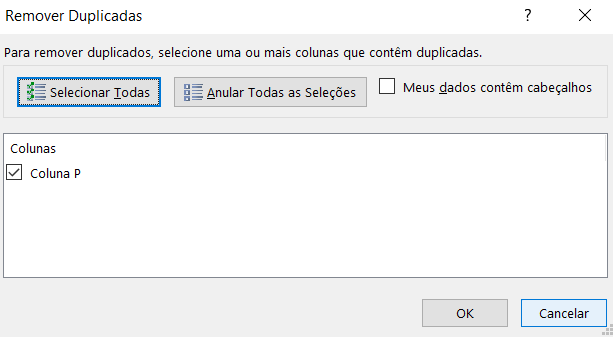 Remover Duplicadas
? ×
Para remover duplicados, selecione uma ou mais colunas que contêm duplicadas.
Selecionar Todas Anular Todas as Seleções Meus dados contêm cabeçalhos
Colunas
Coluna P
OK Cancelar